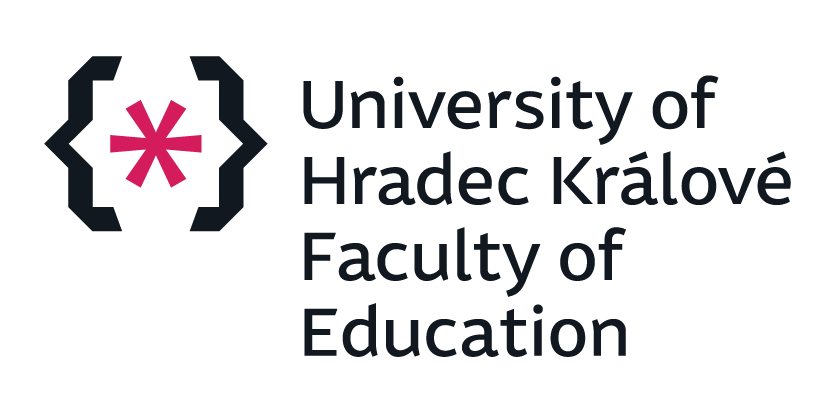 University of
Hradec Králové
Faculty of
Education